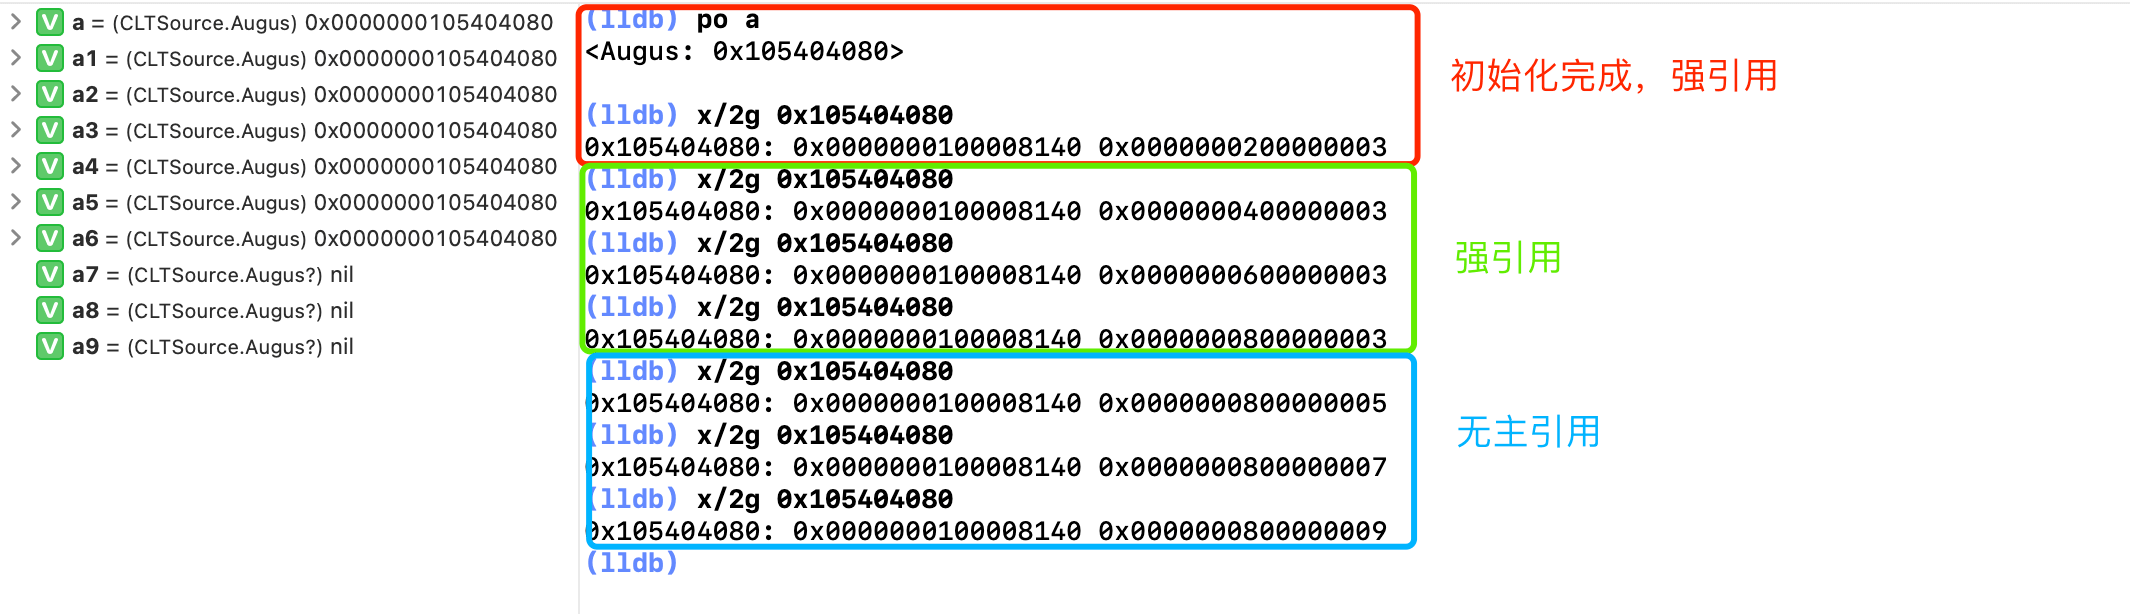 a = (CLTSource.Augus) 0x0000000105404080
a1 = (CLTSource.Augus) 0x0000000105404080
a2 = (CLTSource.Augus) 0x0000000105404080
a3 = (CLTSource.Augus) 0x0000000105404080
a4 = (CLTSource.Augus) 0x0000000105404080
a5 = (CLTSource.Augus) 0x0000000105404080
a6 = (CLTSource.Augus) 0x0000000105404080
a7 = (CLTSource.Augus?) nil
a8 = (CLTSource.Augus?) nil
a9 = (CLTSource.Augus?) nil
(lldb) po a
<Augus: 0x105404080>
(lldb) x/2g 0x105404080
0x105404080: 0x0000000100008140 0x0000000200000003
(lldb) x/2g 0x105404080
0x105404080: 0x0000000100008140 0x0000000400000003
(lldb) x/2g 0x105404080
0x105404080: 0x0000000100008140 0x0000000600000003
(lldb) x/2g 0x105404080
0x105404080: 0x0000000100008140 0x0000000800000003
(lldb) x/2g 0x105404080
0x105404080: 0x0000000100008140 0x0000000800000005
(lldb) x/2g 0x105404080
0x105404080: 0x0000000100008140 0x0000000800000007
(lldb) x/2g 0x105404080
0x105404080: 0x0000000100008140 0x0000000800000009
(lldb)
初始化完成，强引用
强引用
无主引用